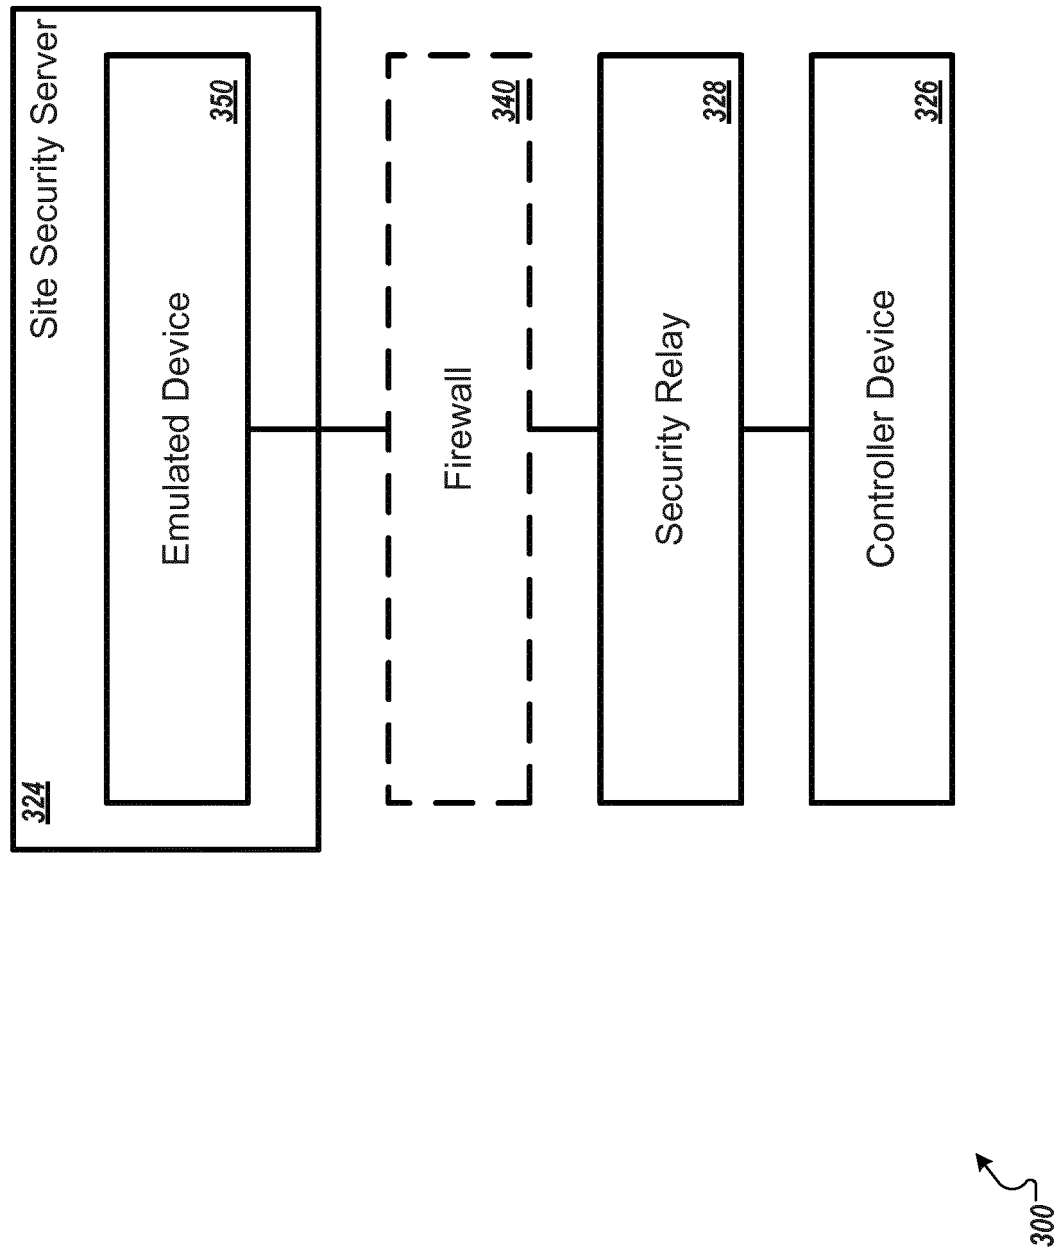 Site Security Server
324
Emulated Device
350
Firewall
340
Security Relay
328
Controller Device
326
300